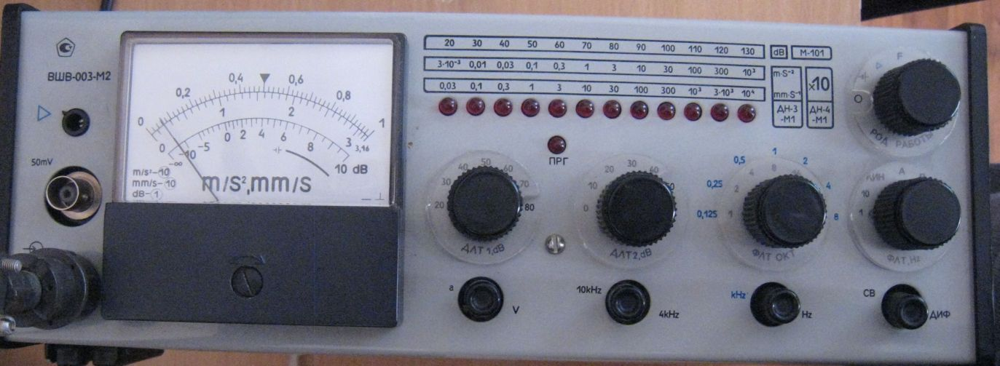 ВШВ-003-М2
50mV
0 0,2 0,4 0,6 0,8 1
0 1 2 3 3,16
-∞ -10 -5 0 2 4 6 8 10 dB
m/s²-10
mm/s-10
dB-1
m/s²,mm/s
20 30 40 50 60 70 80 90 100 110 120 130 dB M-101
3·10⁻³ 0,01 0,03 0,1 0,3 1 3 10 30 100 300 10³ m·s⁻²
0,03 0,1 0,3 1 3 10 30 100 300 10³ 3·10³ 10⁴ mm·s⁻¹
x10
ДН-3
-М1
ДН-4
-М1
ПРГ
20 30 40 50 60 70 80
ДЛТ 1,dB
0 10 20 30 40 50
ДЛТ 2,dB
0,125 0,25 0,5 1 2 4 8
1 2 4 8 16
ФЛТ ОКТ
F
О
РОД РАБОТЫ
1 10 ЛИН А
ФЛТ,Hz
a V
10kHz 4kHz
kHz Hz
СВ ДИФ